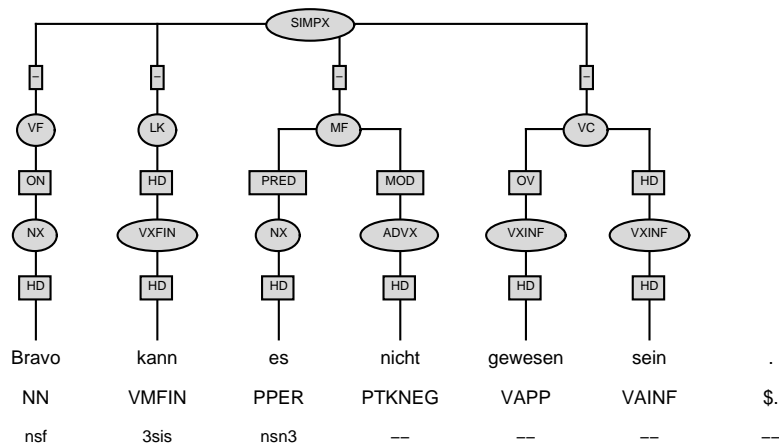 SIMPX
– – – –
VF LK MF VC
ON HD PRED MOD OV HD
NX VXFIN NX ADVX VXINF VXINF
HD HD HD HD HD HD
Bravo kann es nicht gewesen sein .
NN VMFIN PPER PTKNEG VAPP VAINF $.
nsf 3sis nsn3 –– –– –– ––